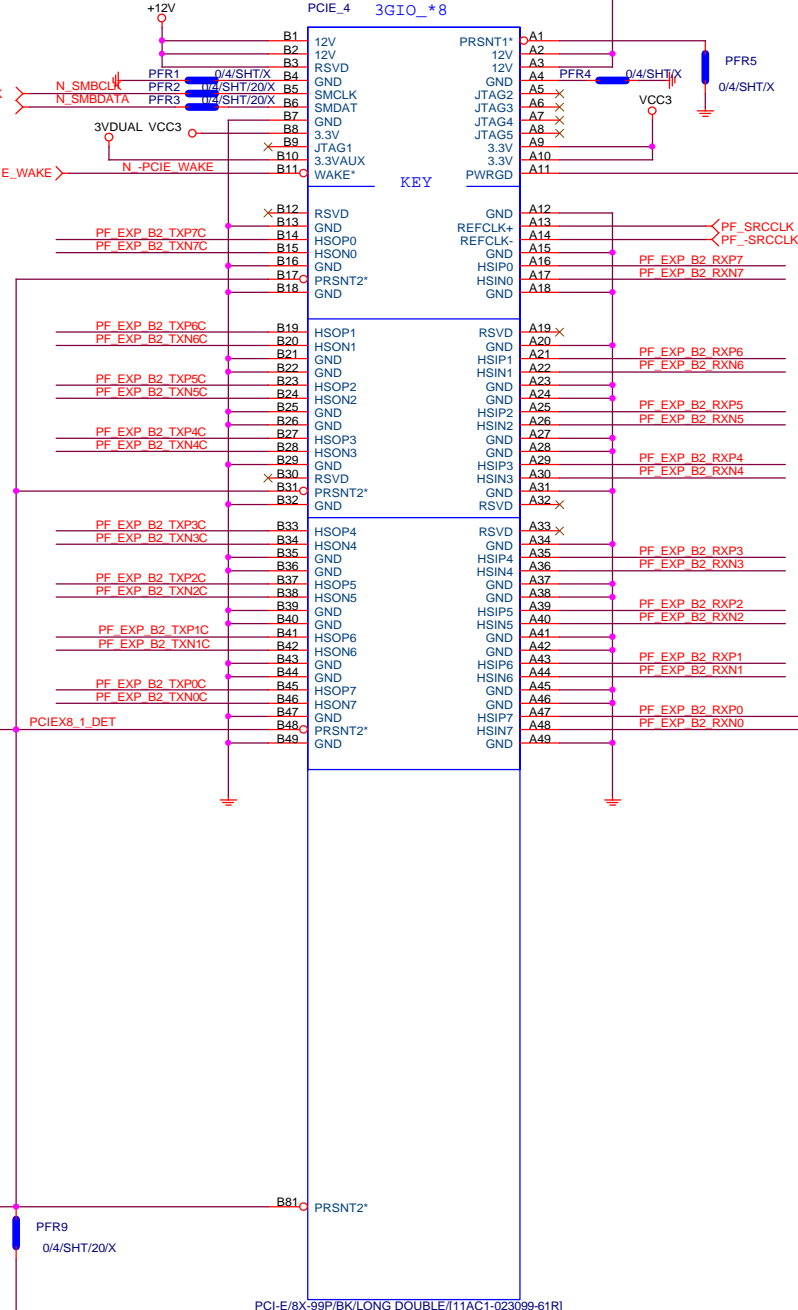 +12V PCIE_4 3GIO_*8
B1 12V PRSNT1* A1
B2 12V 12V A2
B3 RSVD 12V A3
PFR1 0/4/SHT/X B4 GND GND A4 PFR4 0/4/SHT/X
N_SMBCLK PFR2 0/4/SHT/20/X B5 SMCLK JTAG2 A5
N_SMBDATA PFR3 0/4/SHT/20/X B6 SMDAT JTAG3 A6
B7 GND JTAG4 A7
3VDUAL VCC3 B8 3.3V JTAG5 A8
B9 JTAG1 3.3V A9
B10 3.3VAUX 3.3V A10
E_WAKE N_-PCIE_WAKE B11 WAKE* PWRGD A11
PFR5
0/4/SHT/X
VCC3
KEY
B12 RSVD GND A12
B13 GND REFCLK+ A13 PF_SRCCLK
PF_EXP_B2_TXP7C B14 HSOP0 REFCLK- A14 PF_-SRCCLK
PF_EXP_B2_TXN7C B15 HSON0 GND A15
B16 GND HSIP0 A16 PF_EXP_B2_RXP7
B17 PRSNT2* HSIN0 A17 PF_EXP_B2_RXN7
B18 GND GND A18
PF_EXP_B2_TXP6C B19 HSOP1 RSVD A19
PF_EXP_B2_TXN6C B20 HSON1 GND A20
B21 GND HSIP1 A21 PF_EXP_B2_RXP6
B22 GND HSIN1 A22 PF_EXP_B2_RXN6
PF_EXP_B2_TXP5C B23 HSOP2 GND A23
PF_EXP_B2_TXN5C B24 HSON2 GND A24
B25 GND HSIP2 A25 PF_EXP_B2_RXP5
B26 GND HSIN2 A26 PF_EXP_B2_RXN5
PF_EXP_B2_TXP4C B27 HSOP3 GND A27
PF_EXP_B2_TXN4C B28 HSON3 GND A28
B29 GND HSIP3 A29 PF_EXP_B2_RXP4
B30 RSVD HSIN3 A30 PF_EXP_B2_RXN4
B31 PRSNT2* GND A31
B32 GND RSVD A32
PF_EXP_B2_TXP3C B33 HSOP4 RSVD A33
PF_EXP_B2_TXN3C B34 HSON4 GND A34
B35 GND HSIP4 A35 PF_EXP_B2_RXP3
B36 GND HSIN4 A36 PF_EXP_B2_RXN3
PF_EXP_B2_TXP2C B37 HSOP5 GND A37
PF_EXP_B2_TXN2C B38 HSON5 GND A38
B39 GND HSIP5 A39 PF_EXP_B2_RXP2
B40 GND HSIN5 A40 PF_EXP_B2_RXN2
PF_EXP_B2_TXP1C B41 HSOP6 GND A41
PF_EXP_B2_TXN1C B42 HSON6 GND A42
B43 GND HSIP6 A43 PF_EXP_B2_RXP1
B44 GND HSIN6 A44 PF_EXP_B2_RXN1
PF_EXP_B2_TXP0C B45 HSOP7 GND A45
PF_EXP_B2_TXN0C B46 HSON7 GND A46
B47 GND HSIP7 A47 PF_EXP_B2_RXP0
PCIEX8_1_DET B48 PRSNT2* HSIN7 A48 PF_EXP_B2_RXN0
B49 GND GND A49
B81 PRSNT2*
PFR9
0/4/SHT/20/X
PCI-E/8X-99P/BK/LONG DOUBLE/[11AC1-023099-61R]